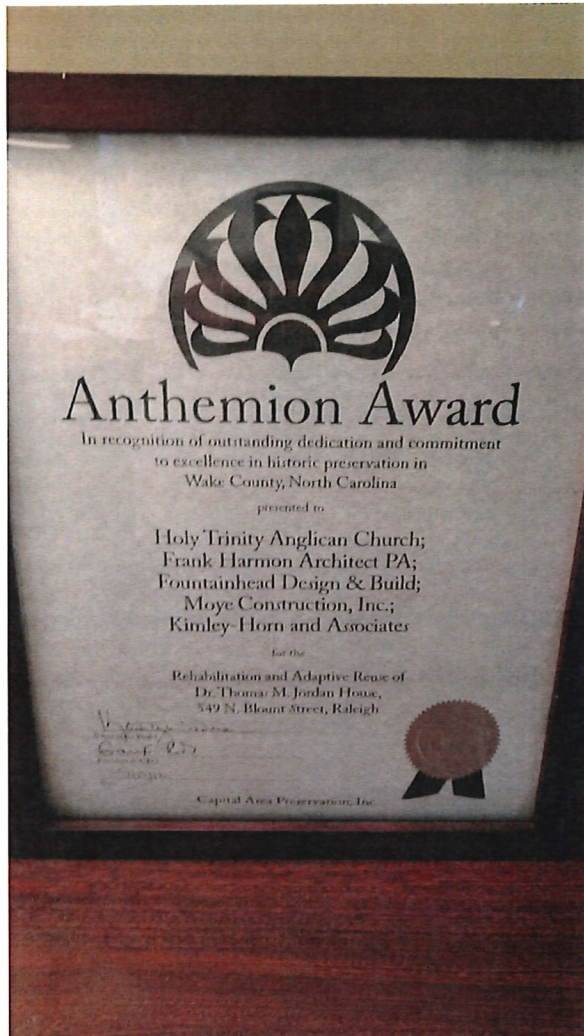 Anthemion Award
In recognition of outstanding dedication and commitment
to excellence in historic preservation in
Wake County, North Carolina
presented to
Holy Trinity Anglican Church;
Frank Harmon Architect PA;
Fountainhead Design & Build;
Moye Construction, Inc.;
Kimley-Horn and Associates
for the
Rehabilitation and Adaptive Reuse of
Dr. Thomas M. Jordan House,
549 N. Blount Street, Raleigh
Capital Area Preservation, Inc.